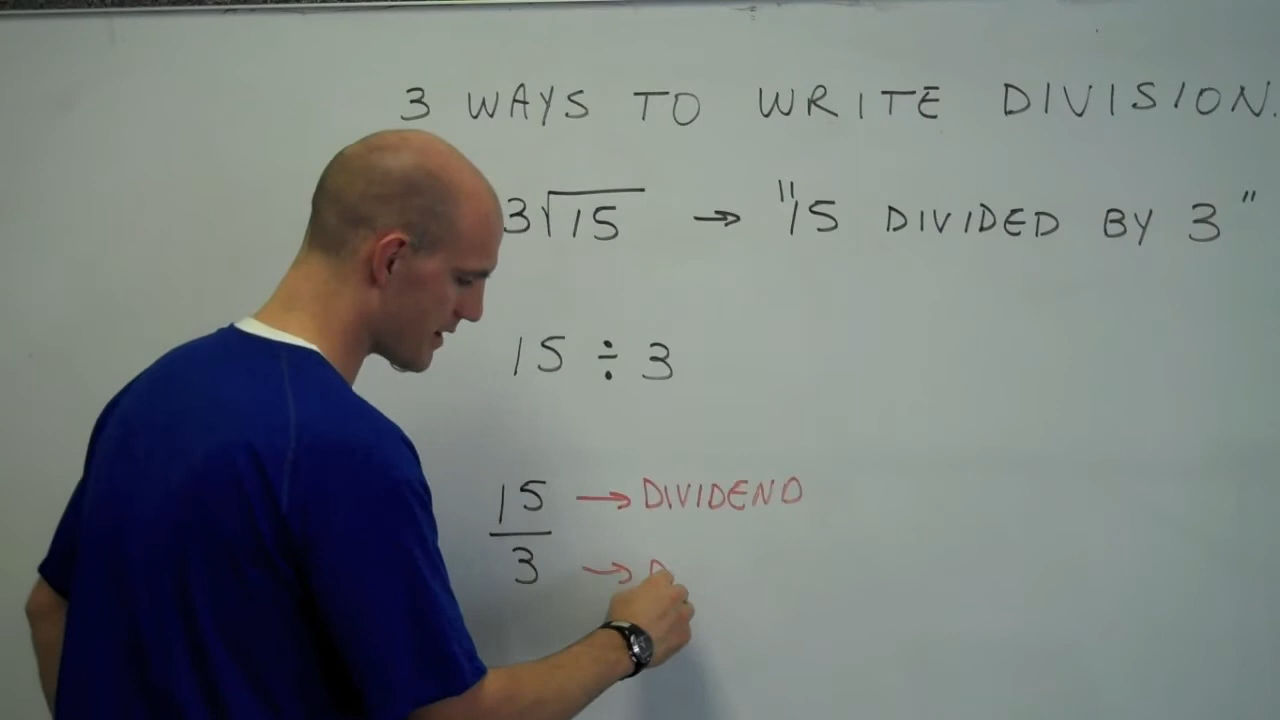 3 WAYS TO WRITE DIVISION.
3√15 → "15 DIVIDED BY 3"
15 ÷ 3
15 → DIVIDEND
3 → D